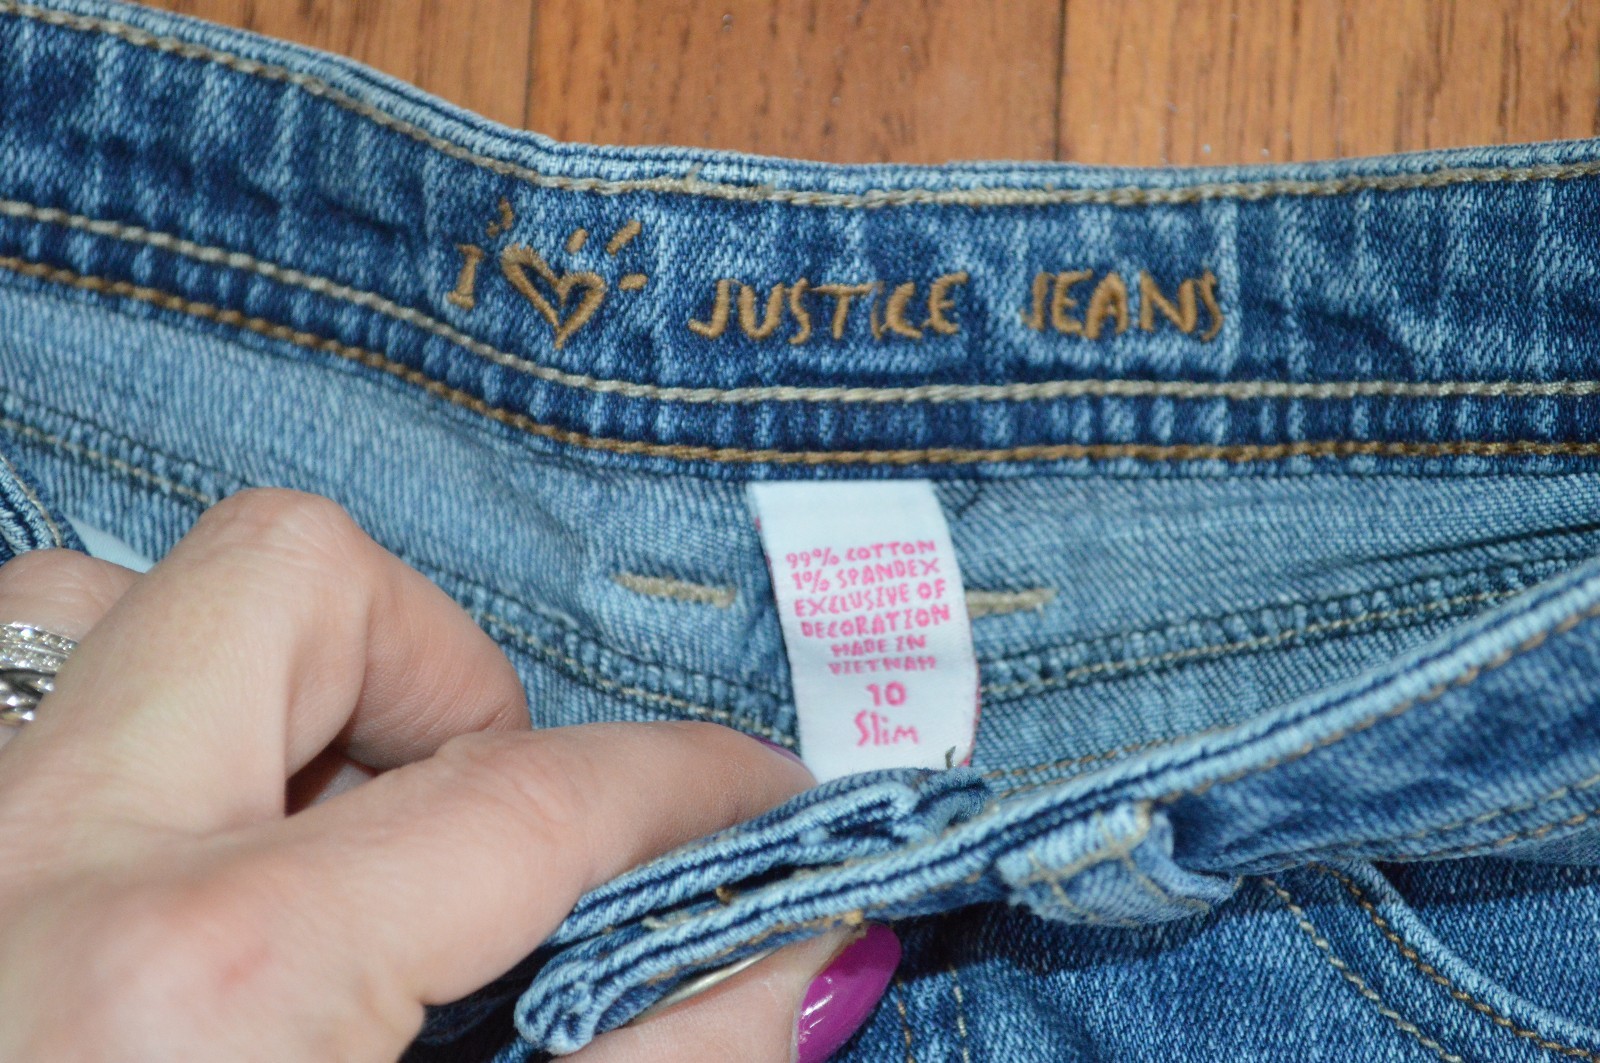 I JUSTICE JEANS
99% COTTON
1% SPANDEX
EXCLUSIVE OF
DECORATION
MADE IN
VIETNAM
10
Slim